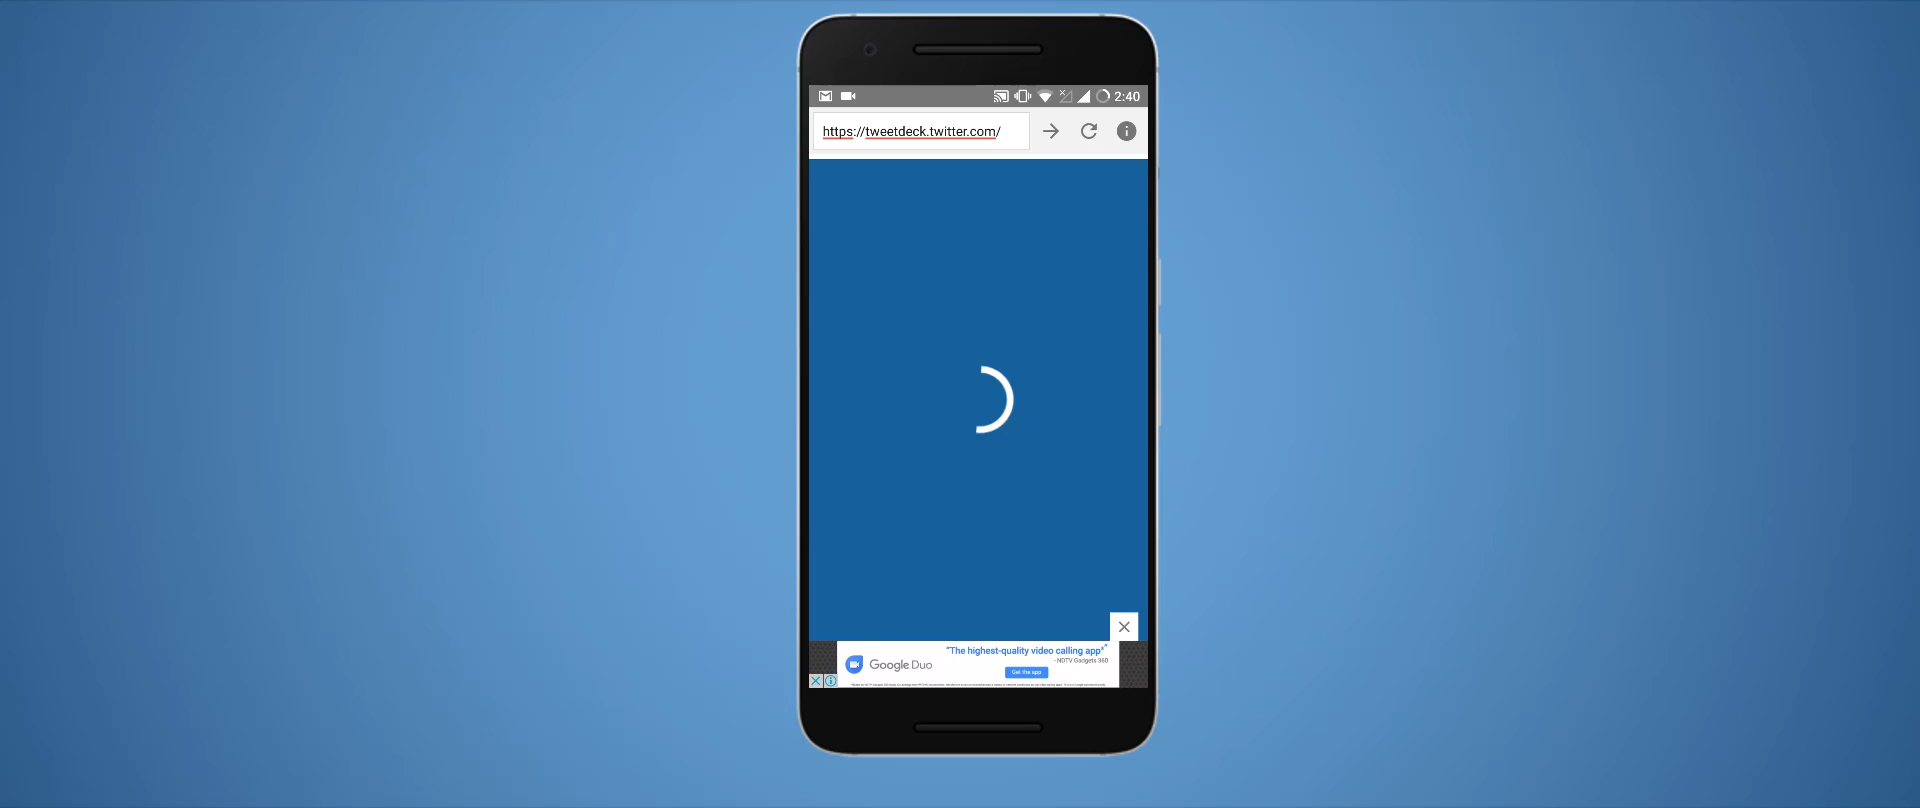 2:40
https://tweetdeck.twitter.com/
"The highest-quality video calling app*"
- NDTV Gadgets 360
Google Duo
Get the app